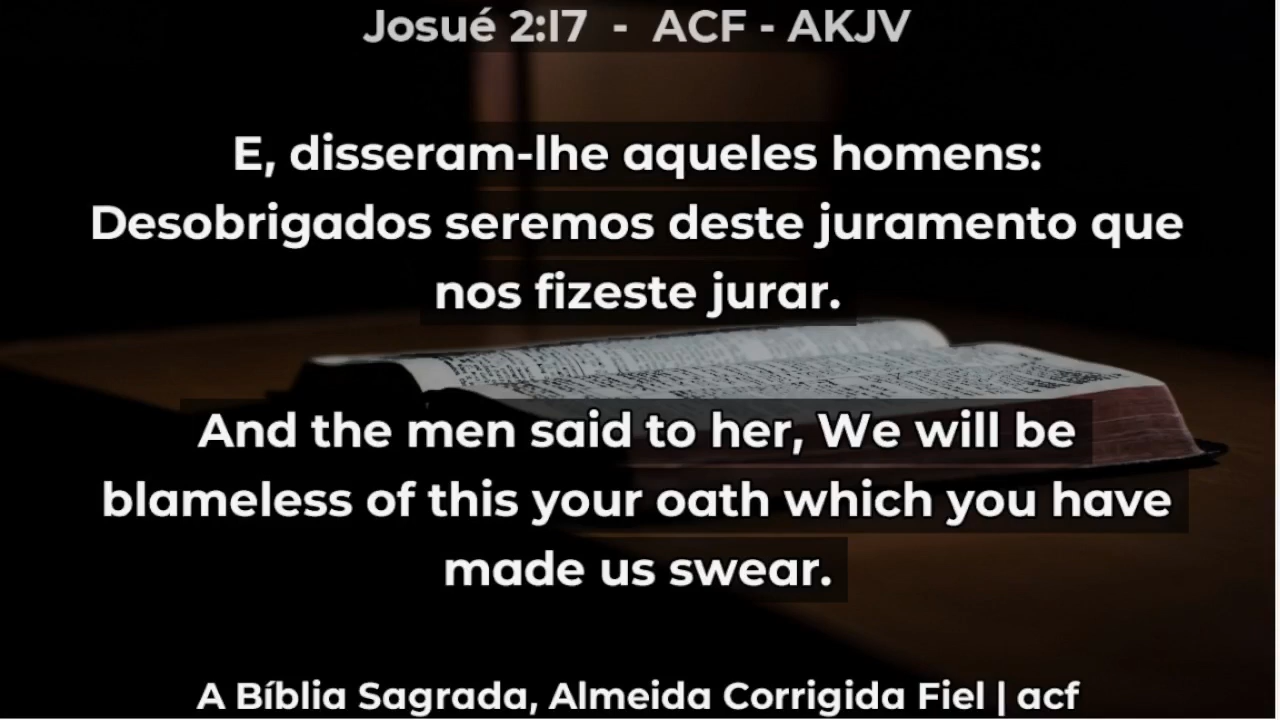 Josué 2:17 - ACF - AKJV
E, disseram-lhe aqueles homens:
Desobrigados seremos deste juramento que
nos fizeste jurar.
And the men said to her, We will be
blameless of this your oath which you have
made us swear.
A Bíblia Sagrada, Almeida Corrigida Fiel | acf